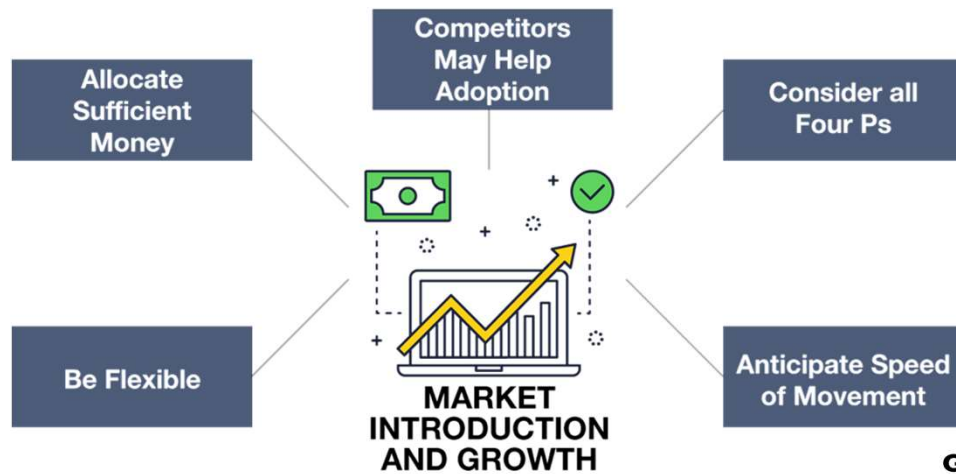 Competitors
May Help
Adoption
Allocate
Sufficient
Money
Consider all
Four Ps
Be Flexible
Anticipate Speed
of Movement
MARKET
INTRODUCTION
AND GROWTH